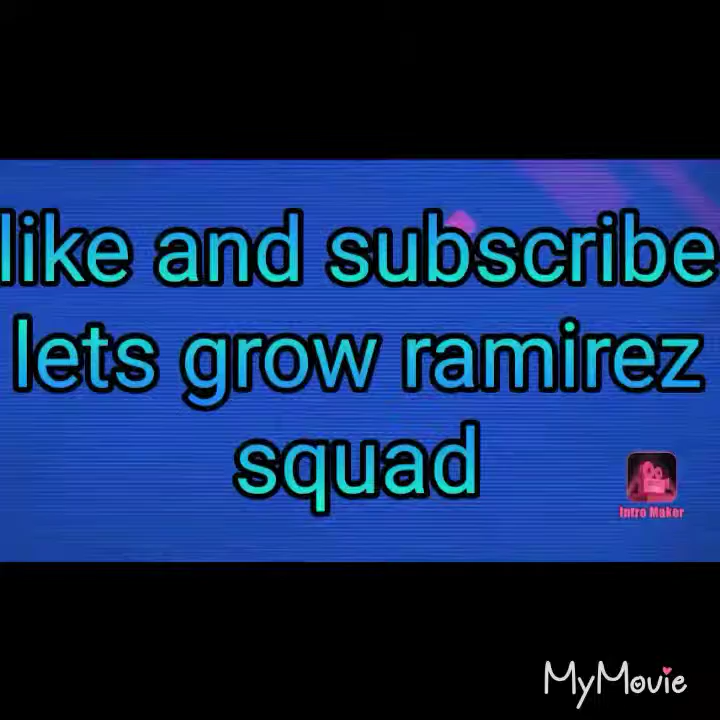 like and subscribe
lets grow ramirez
squad
Intro Maker
MyMovie